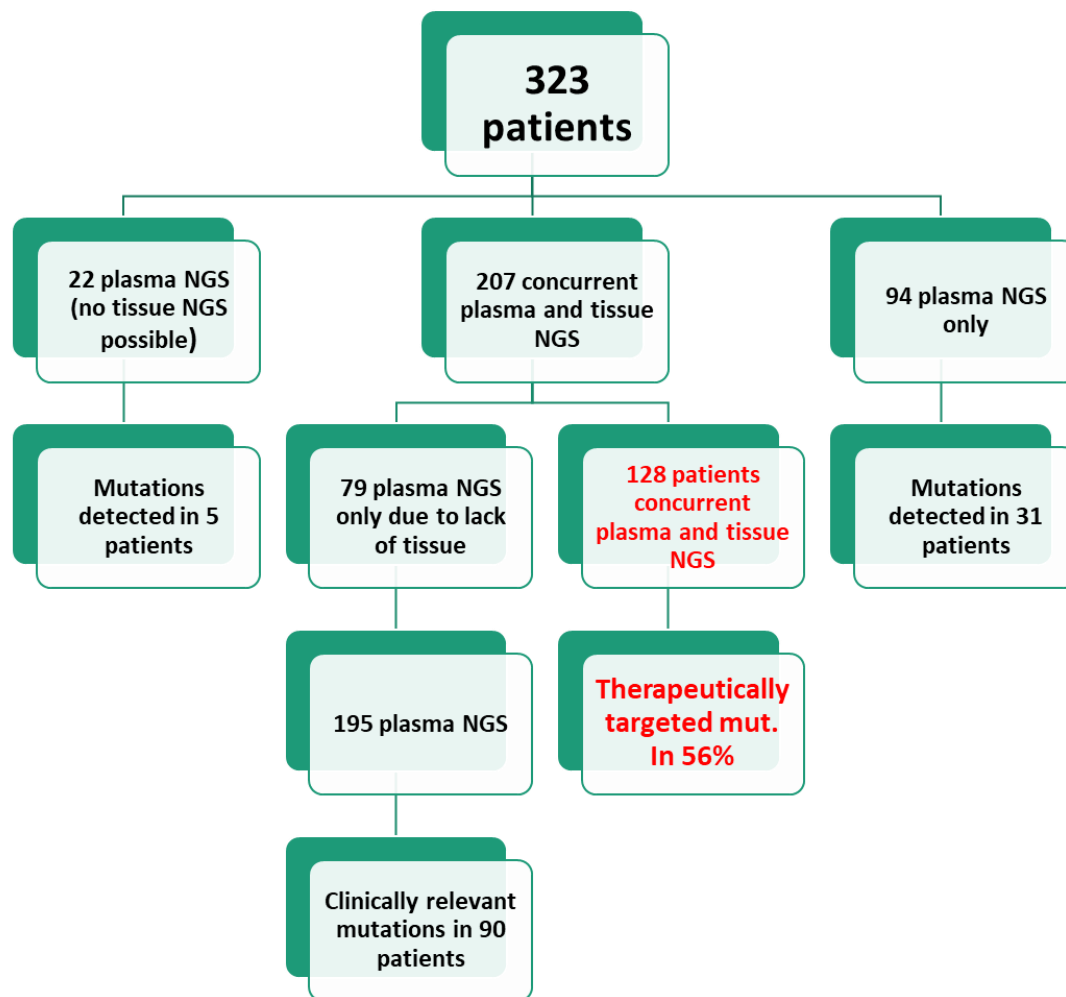 323
patients
22 plasma NGS
(no tissue NGS
possible)
207 concurrent
plasma and tissue
NGS
94 plasma NGS
only
Mutations
detected in 5
patients
79 plasma NGS
only due to lack
of tissue
128 patients
concurrent
plasma and tissue
NGS
Mutations
detected in 31
patients
195 plasma NGS
Therapeutically
targeted mut.
In 56%
Clinically relevant
mutations in 90
patients